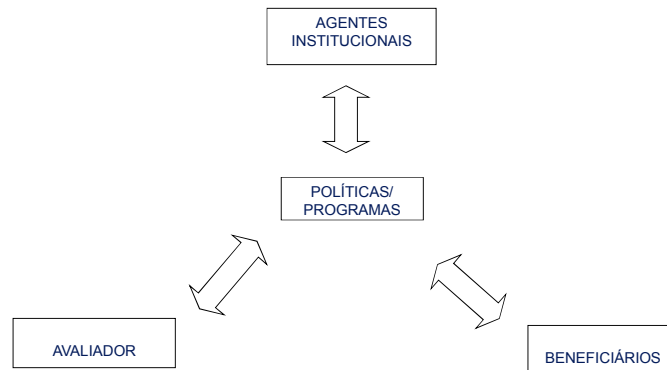 AGENTES
INSTITUCIONAIS
POLÍTICAS/
PROGRAMAS
AVALIADOR
BENEFICIÁRIOS